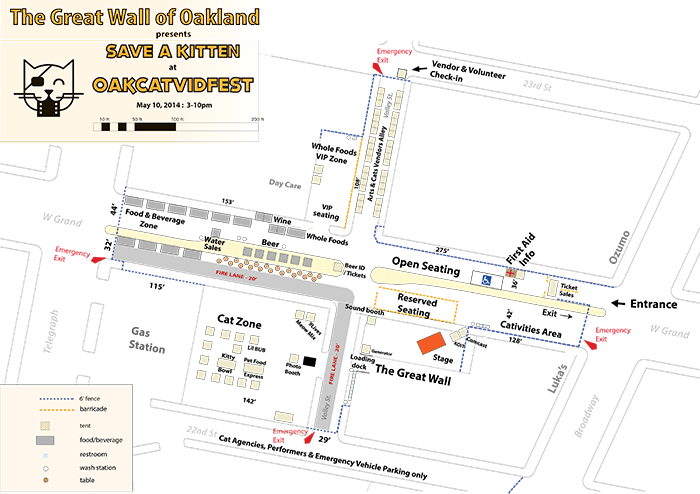 The Great Wall of Oakland
presents
SAVE A KITTEN
at
OAKCATVIDFEST
May 10, 2014 : 3-10pm
10 ft
50 ft
100 ft
200 ft
Emergency
Exit
Vendor & Volunteer
Check-in
23rd St
Valley St.
Arts & Cats Vendors Alley
Whole Foods
VIP Zone
108'
Day Care
VIP
seating
153'
44'
Food & Beverage
Zone
Wine
Whole Foods
W Grand
32'
Water
Sales
Beer
Emergency
Exit
FIRE LANE - 20'
Beer ID
/Tickets
275'
Open Seating
First Aid
Info
36'
Ticket
Sales
Ozumo
Entrance
115'
Reserved
Seating
Sound booth
42'
Exit
Cativities Area
128'
W Grand
Emergency
Exit
Telegraph
Gas
Station
Cat Zone
9Lives
Meme Mix
Lil BUB
Kitty
Bowl
Pet Food
Express
Photo
Booth
142'
FIRE LANE - 20'
Valley St.
Generator
Loading
dock
Stage
KOIT
Comcast
The Great Wall
Luka's
Broadway
22nd St
Emergency
Exit
29'
Cat Agencies, Performers & Emergency Vehicle Parking only
6' fence
barricade
tent
food/beverage
restroom
wash station
table